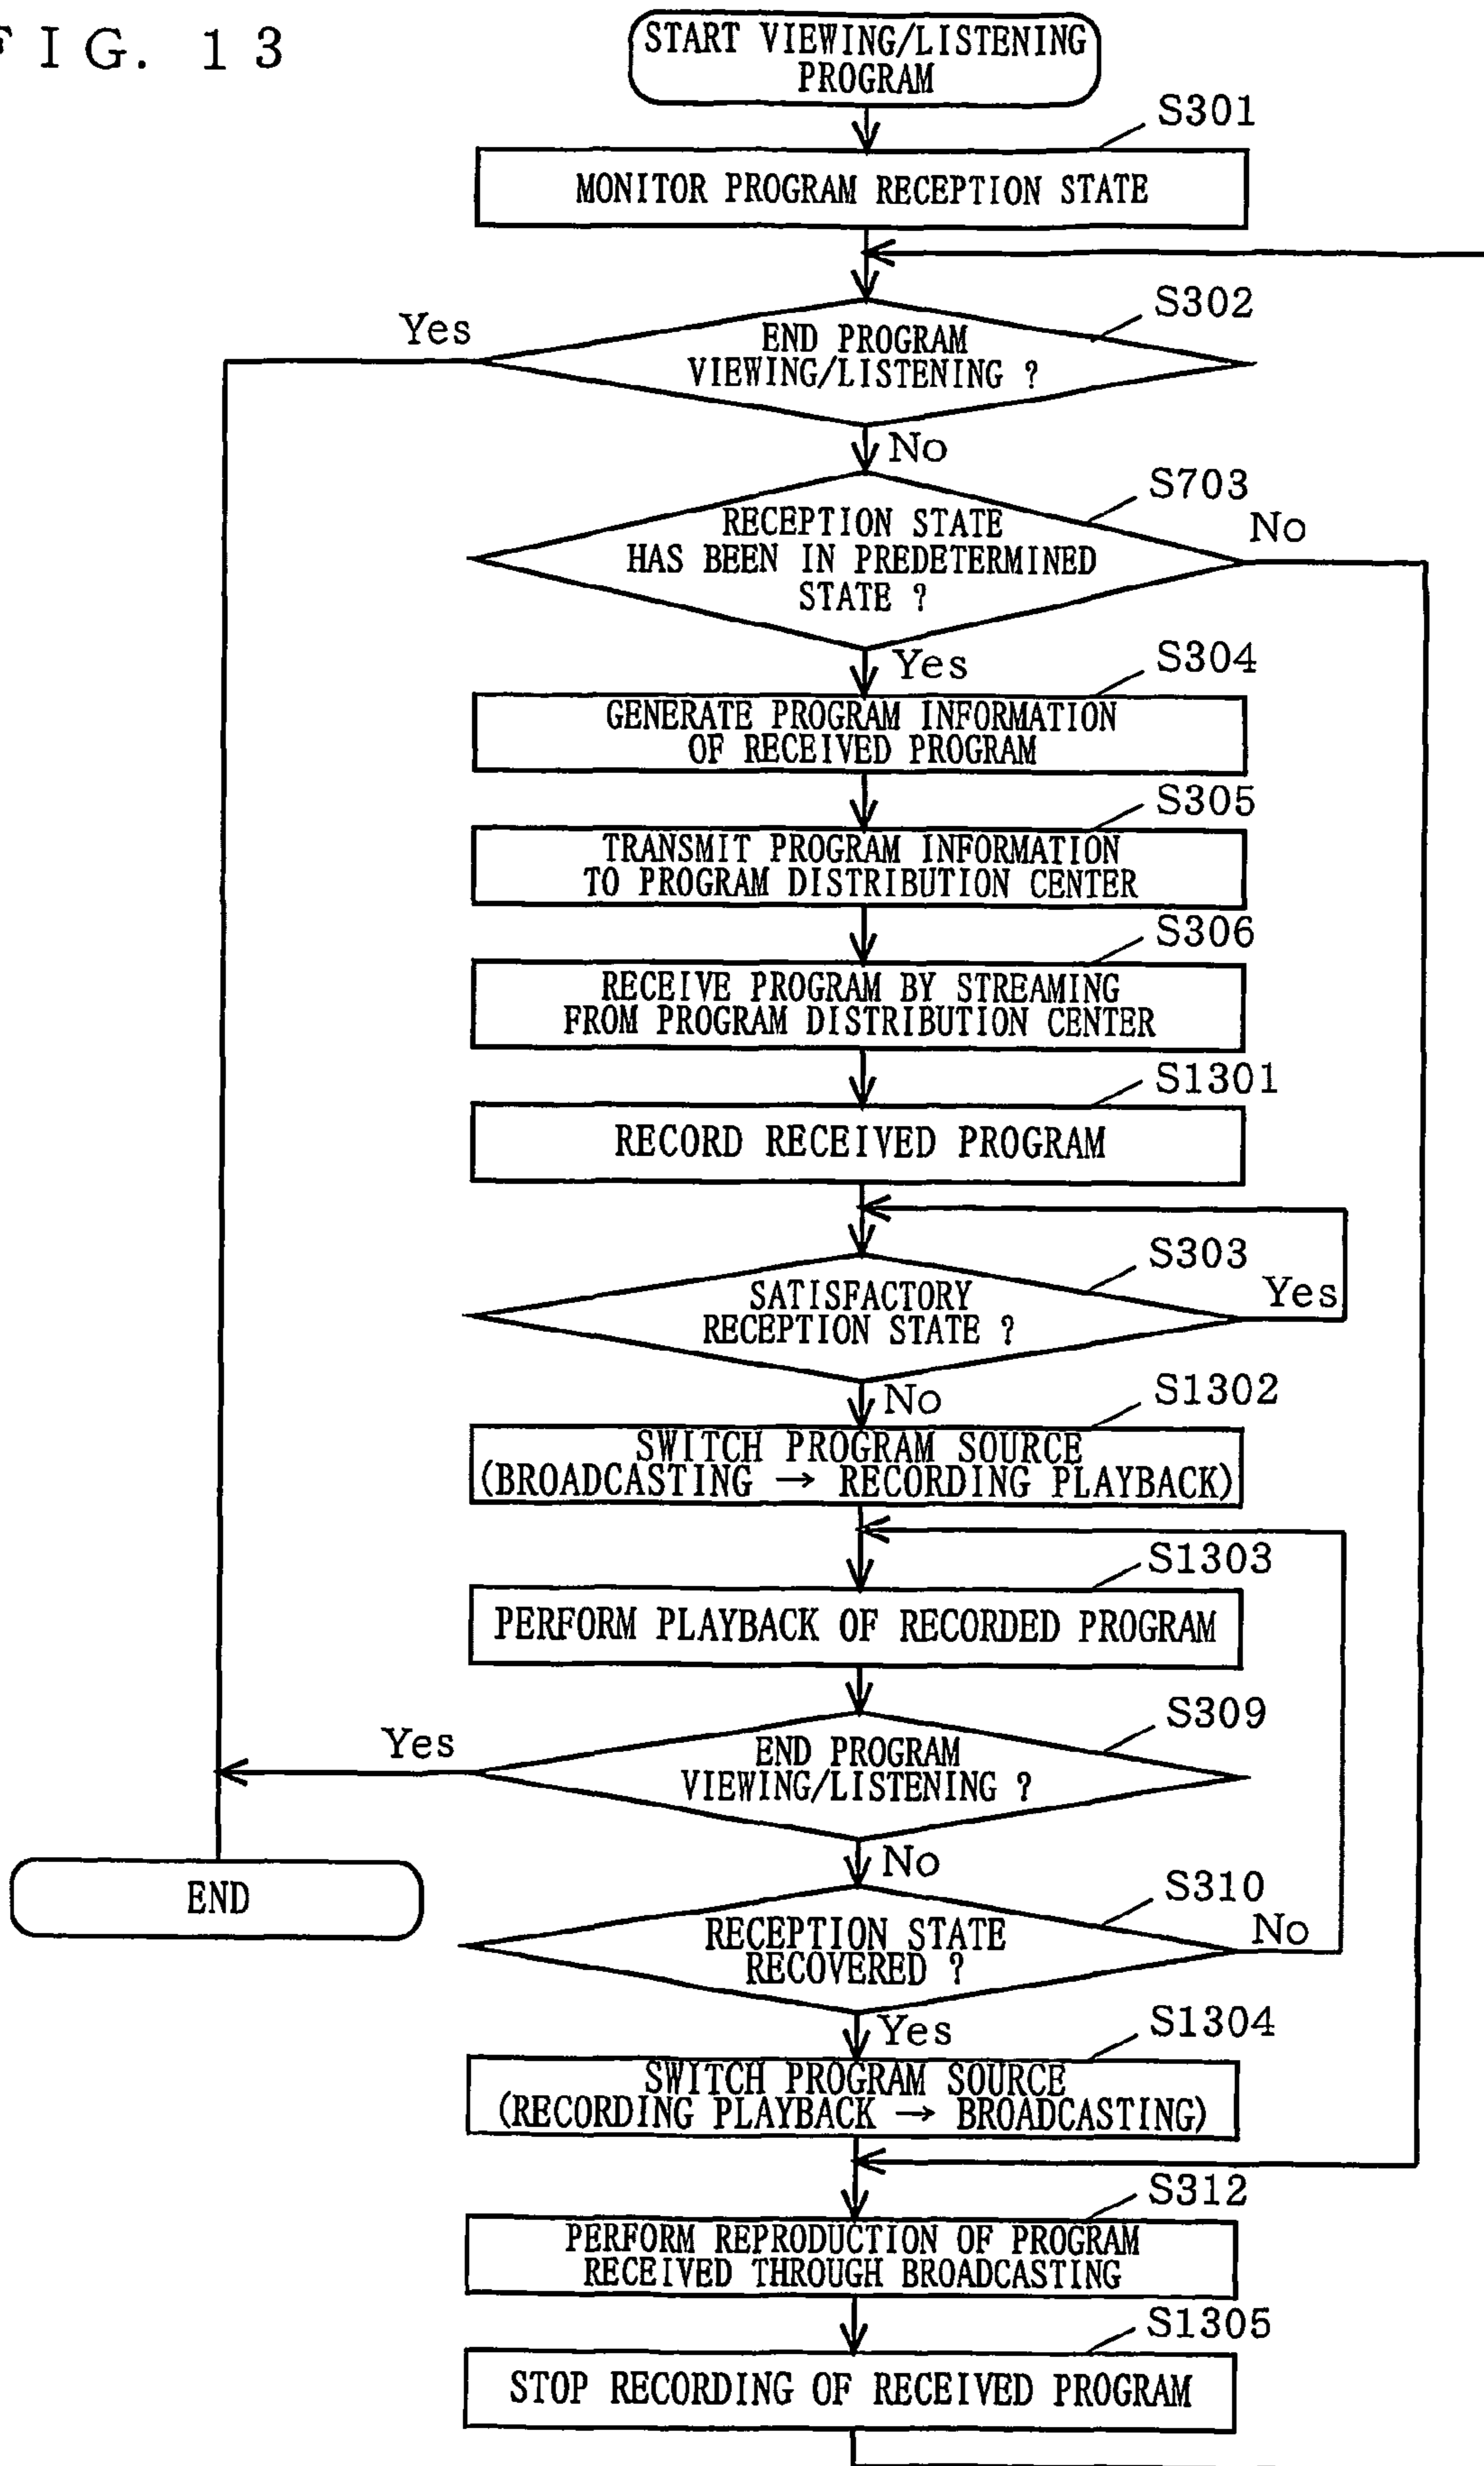 F I G. 1 3
START VIEWING/LISTENING
PROGRAM
S301
MONITOR PROGRAM RECEPTION STATE
S302
Yes
END PROGRAM
VIEWING/LISTENING ?
No
S703
No
RECEPTION STATE
HAS BEEN IN PREDETERMINED
STATE ?
Yes
S304
GENERATE PROGRAM INFORMATION
OF RECEIVED PROGRAM
S305
TRANSMIT PROGRAM INFORMATION
TO PROGRAM DISTRIBUTION CENTER
S306
RECEIVE PROGRAM BY STREAMING
FROM PROGRAM DISTRIBUTION CENTER
S1301
RECORD RECEIVED PROGRAM
S303
Yes
SATISFACTORY
RECEPTION STATE ?
No
S1302
SWITCH PROGRAM SOURCE
(BROADCASTING → RECORDING PLAYBACK)
S1303
PERFORM PLAYBACK OF RECORDED PROGRAM
S309
Yes
END PROGRAM
VIEWING/LISTENING ?
No
END
S310
No
RECEPTION STATE
RECOVERED ?
Yes
S1304
SWITCH PROGRAM SOURCE
(RECORDING PLAYBACK → BROADCASTING)
S312
PERFORM REPRODUCTION OF PROGRAM
RECEIVED THROUGH BROADCASTING
S1305
STOP RECORDING OF RECEIVED PROGRAM